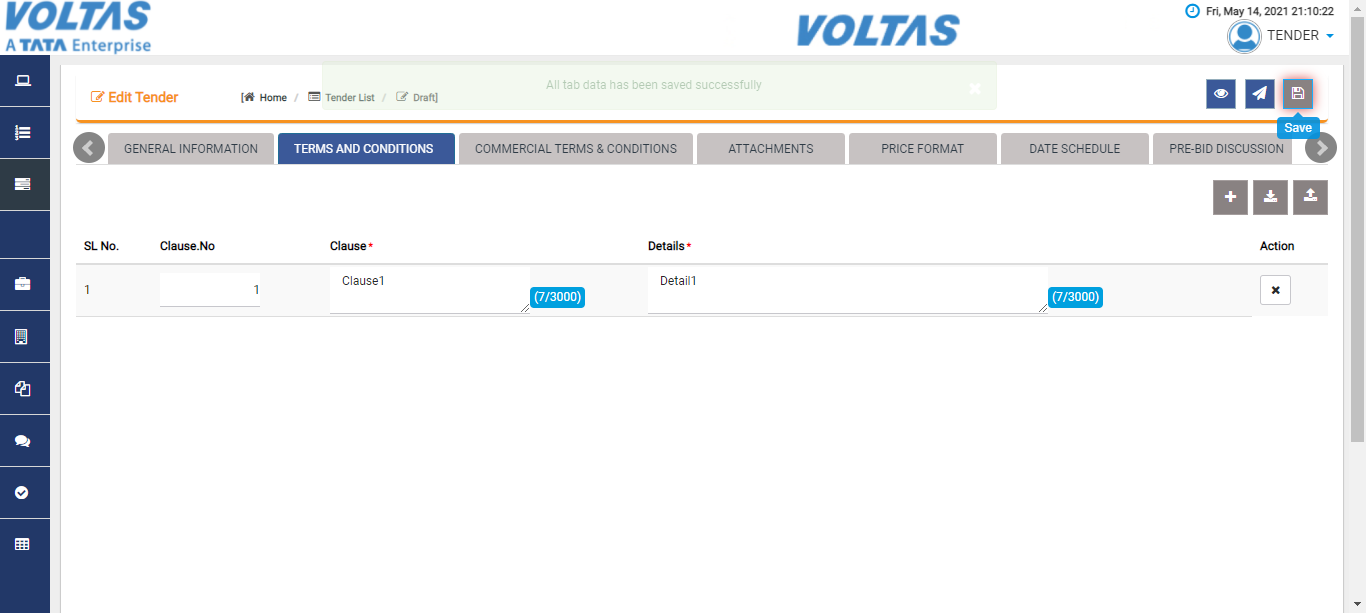 VOLTAS
A TATA Enterprise
VOLTAS
Fri, May 14, 2021 21:10:22
TENDER
Edit Tender
[ Home / Tender List / Draft]
All tab data has been saved successfully
Save
GENERAL INFORMATION
TERMS AND CONDITIONS
COMMERCIAL TERMS & CONDITIONS
ATTACHMENTS
PRICE FORMAT
DATE SCHEDULE
PRE-BID DISCUSSION
SL No. Clause.No Clause* Details* Action
1 1 Clause1 (7/3000) Detail1 (7/3000)